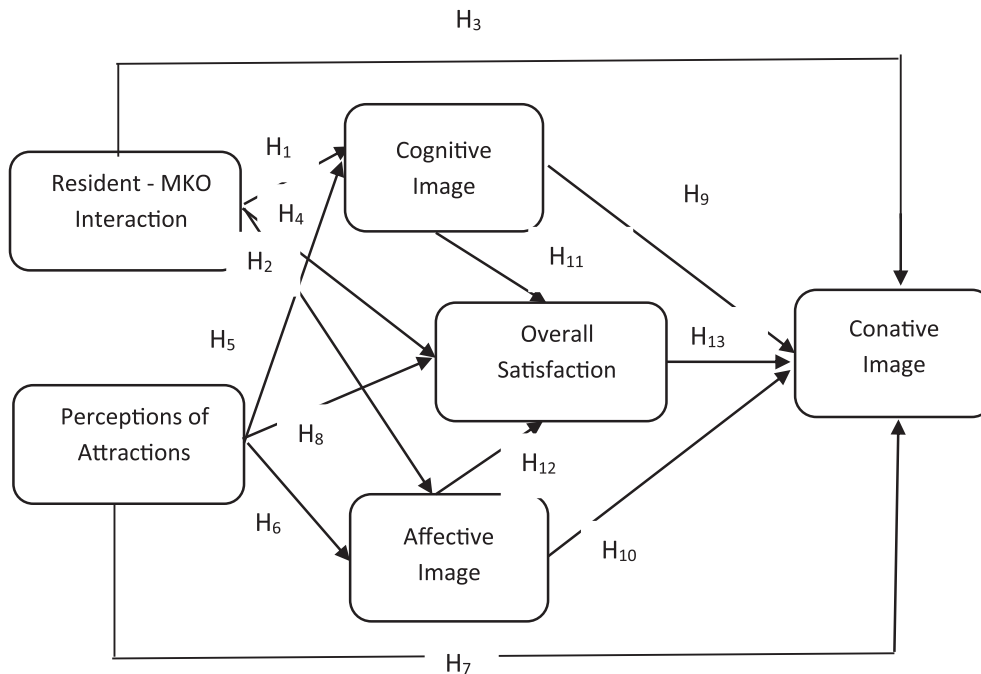 H₃
H₁
Cognitive
Image
Resident - MKO
Interaction
H₄
H₉
H₂
H₁₁
Overall
Satisfaction
H₁₃
Conative
Image
H₅
Perceptions of
Attractions
H₈
H₁₂
H₆
Affective
Image
H₁₀
H₇